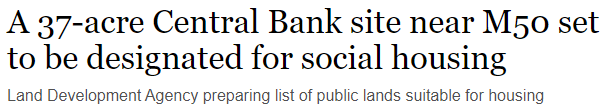 A 37-acre Central Bank site near M50 set
to be designated for social housing
Land Development Agency preparing list of public lands suitable for housing